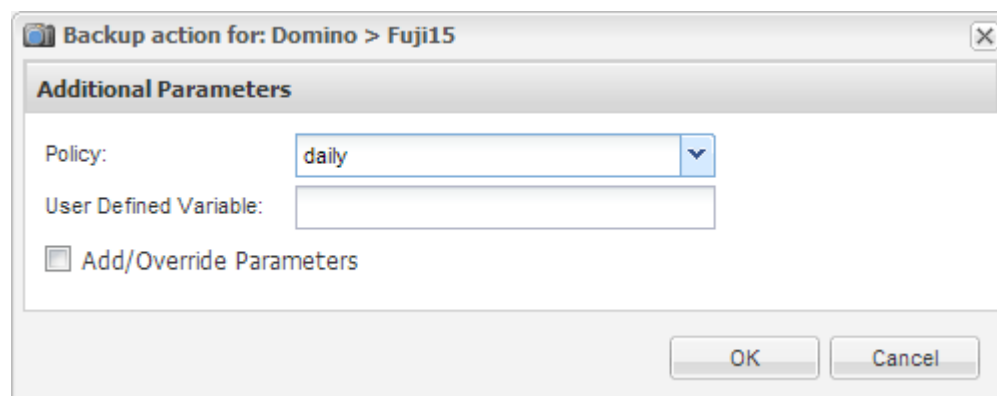 Backup action for: Domino > Fuji15
Additional Parameters
Policy: daily
User Defined Variable:
Add/Override Parameters
OK Cancel